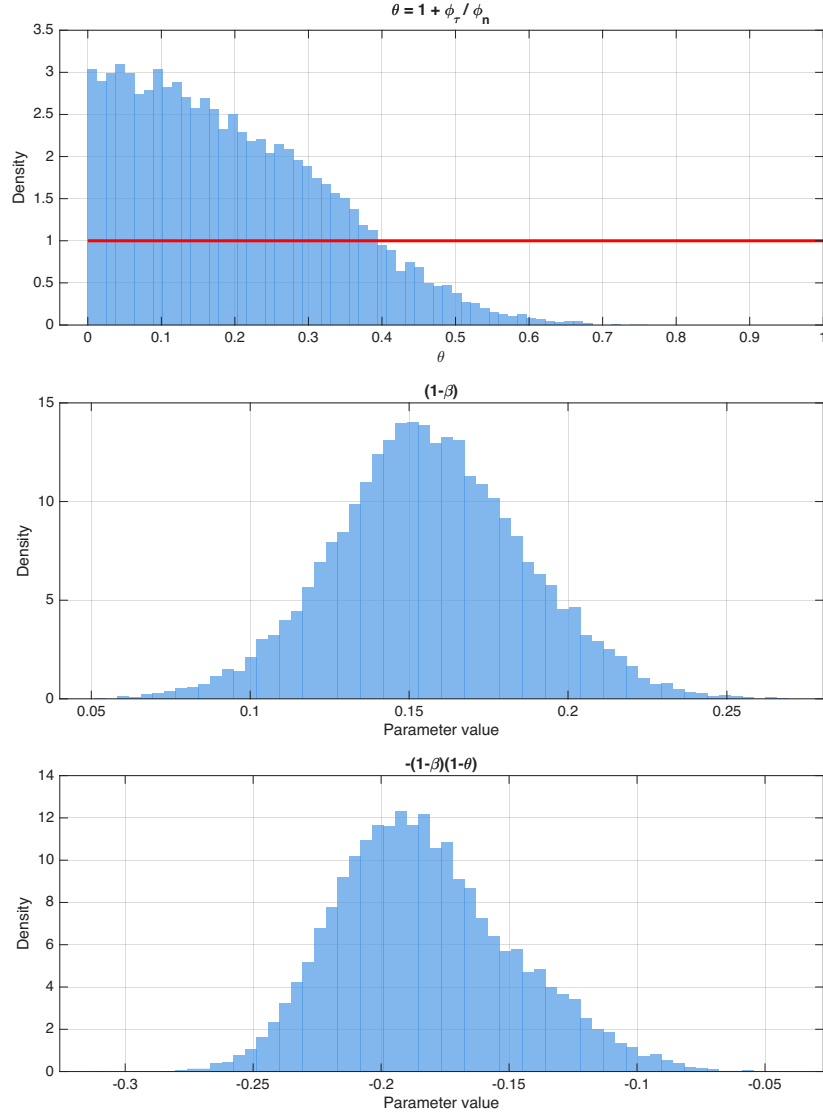 θ = 1 + ϕ_τ / ϕ_n
3.5
3
2.5
2
1.5
1
0.5
0
Density
0 0.1 0.2 0.3 0.4 0.5 0.6 0.7 0.8 0.9 1
θ
(1-β)
15
10
5
0
Density
0.05 0.1 0.15 0.2 0.25
Parameter value
-(1-β)(1-θ)
14
12
10
8
6
4
2
0
Density
-0.3 -0.25 -0.2 -0.15 -0.1 -0.05
Parameter value